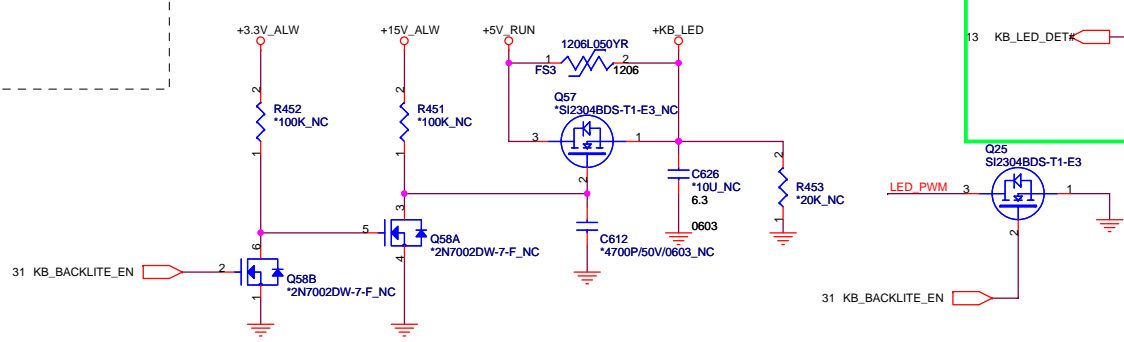 +3.3V_ALW
+15V_ALW
+5V_RUN
+KB_LED
1206L050YR
1
2
FS3
1206
13 KB_LED_DET#
2
R452
*100K_NC
1
2
R451
*100K_NC
1
Q57
*SI2304BDS-T1-E3_NC
3
1
2
C626
*10U_NC
6.3
0603
2
R453
*20K_NC
1
Q25
SI2304BDS-T1-E3
LED_PWM
3
1
2
C612
*4700P/50V/0603_NC
3
5
Q58A
*2N7002DW-7-F_NC
4
6
31 KB_BACKLITE_EN
2
Q58B
*2N7002DW-7-F_NC
1
31 KB_BACKLITE_EN